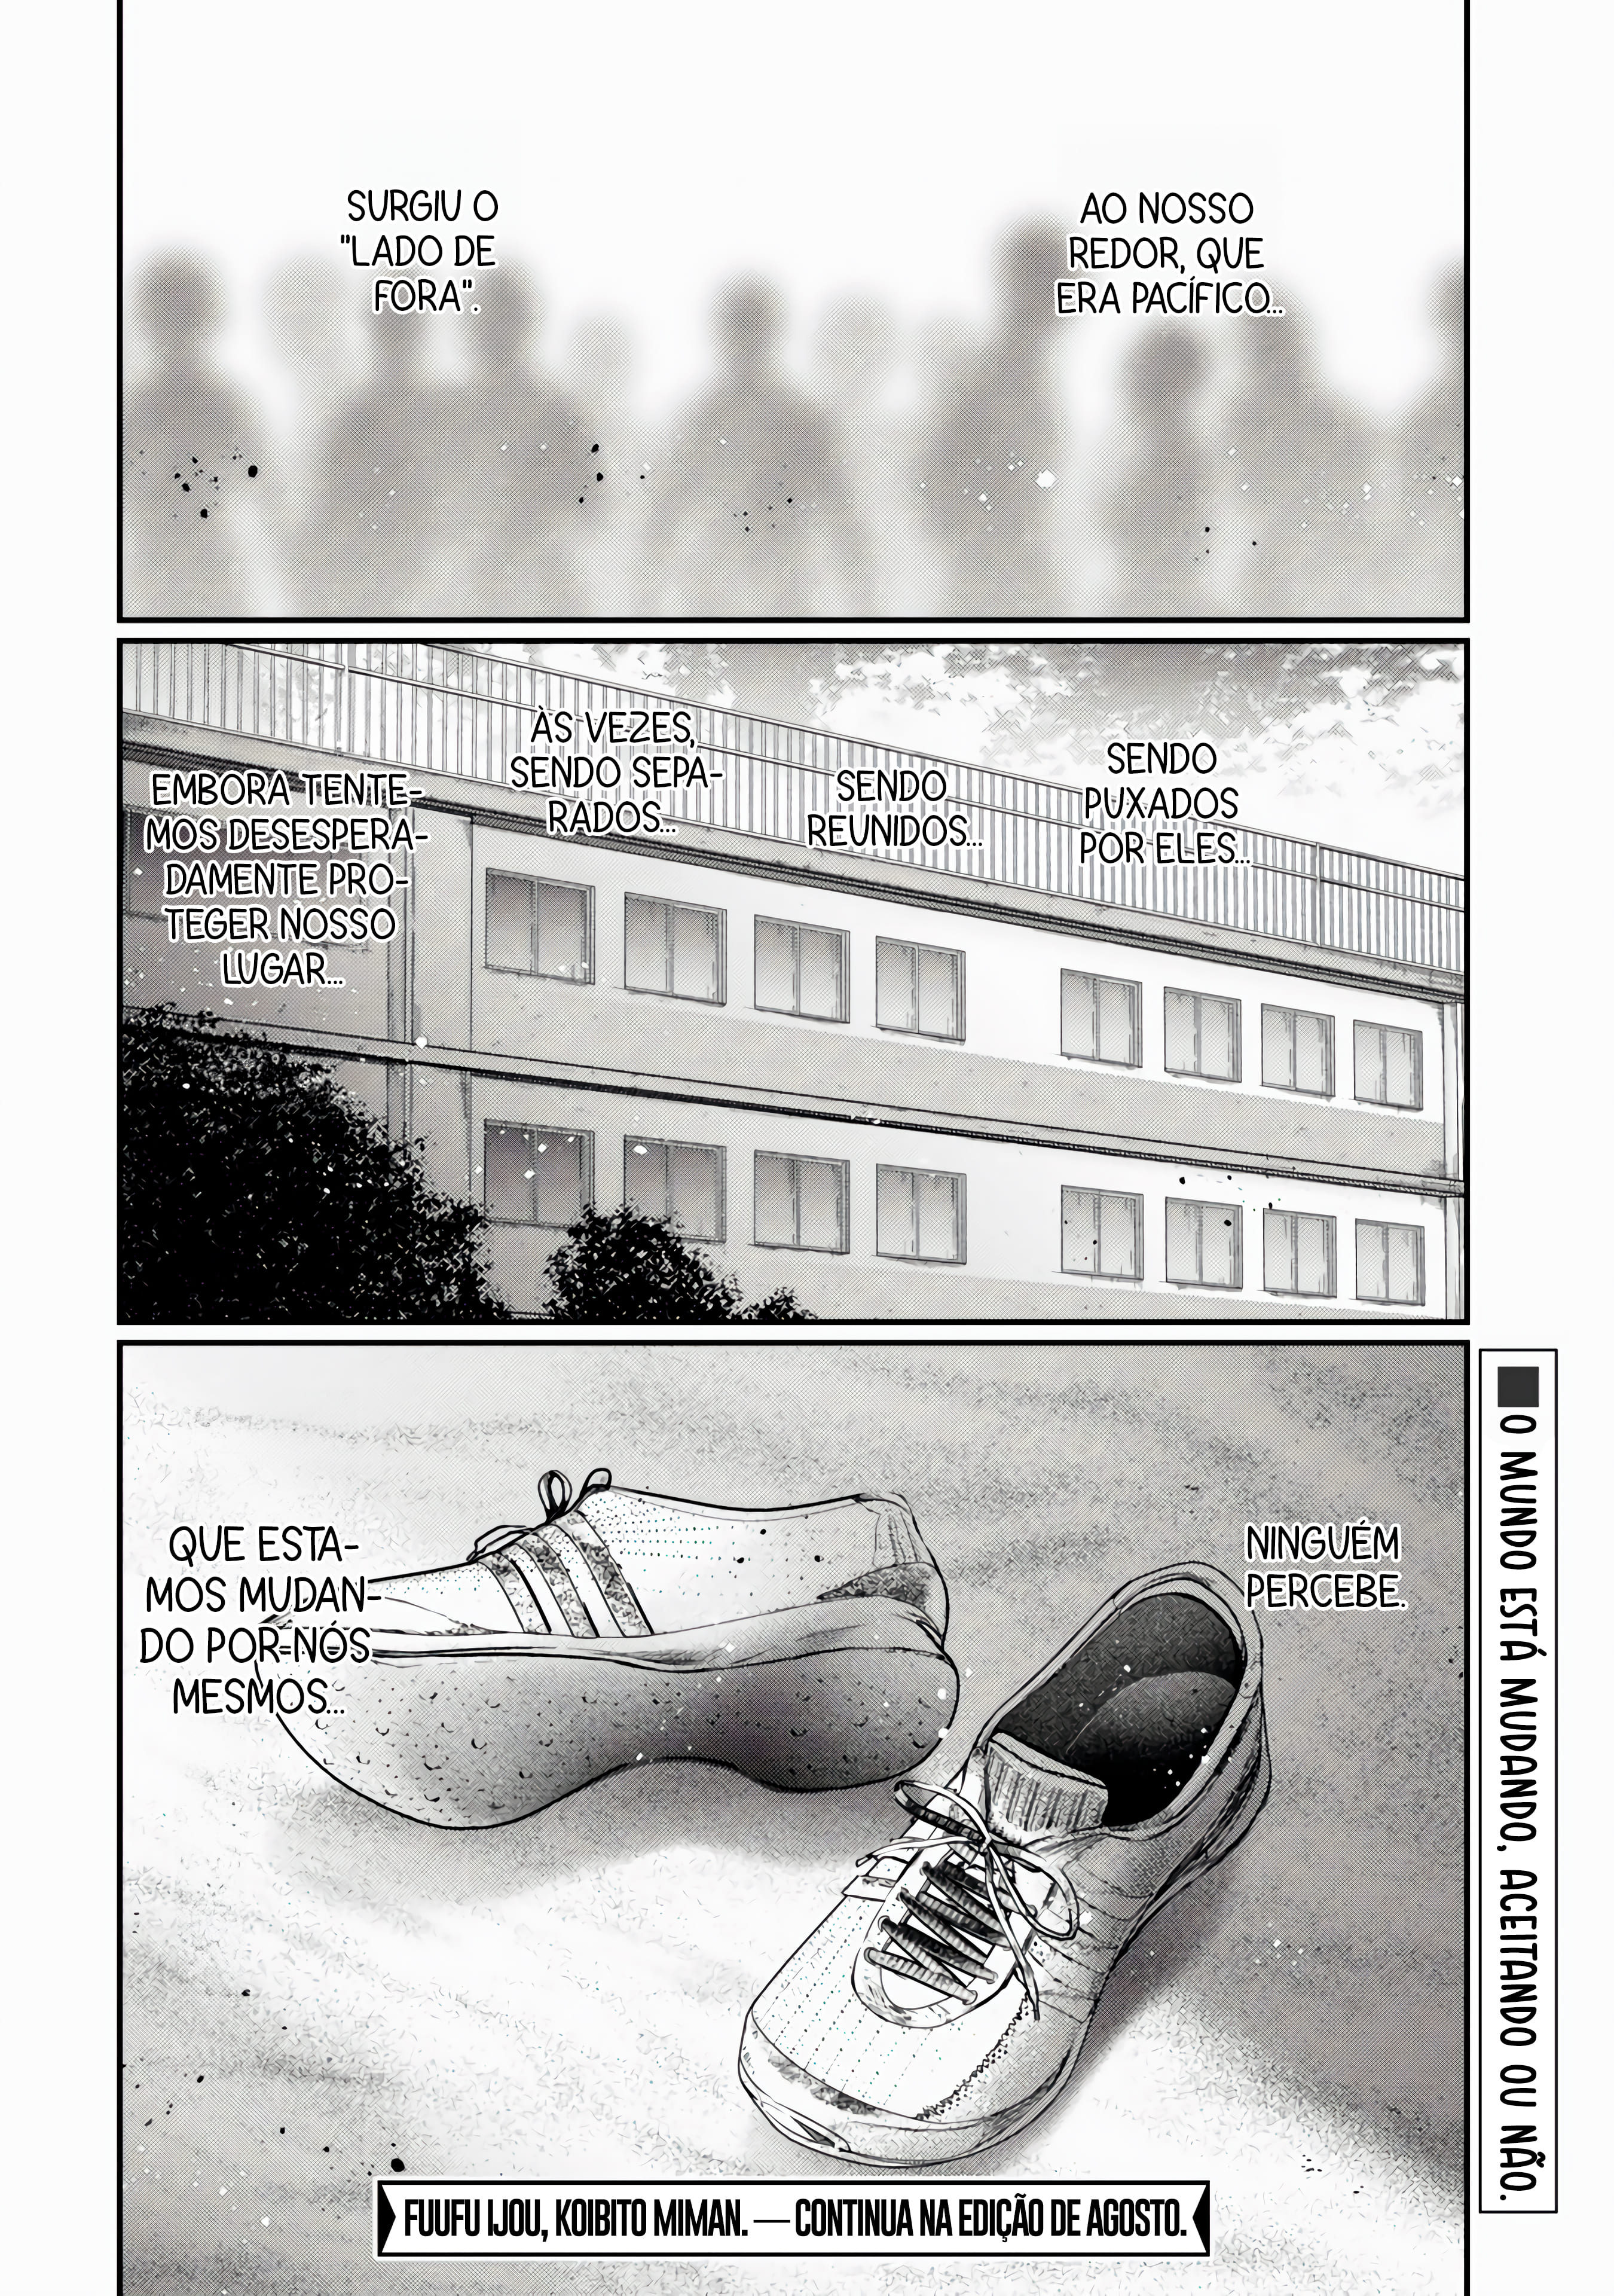 AO NOSSO
REDOR, QUE
ERA PACÍFICO...
SURGIU O
"LADO DE
FORA".
SENDO
PUXADOS
POR ELES...
SENDO
REUNIDOS...
ÀS VEZES,
SENDO SEPA-
RADOS...
EMBORA TENTE-
MOS DESESPERA-
DAMENTE PRO-
TEGER NOSSO
LUGAR...
NINGUÉM
PERCEBE.
QUE ESTA-
MOS MUDAN-
DO POR NÓS
MESMOS...
■O MUNDO ESTÁ MUDANDO, ACEITANDO OU NÃO.
FUUFU IJOU, KOIBITO MIMAN. — CONTINUA NA EDIÇÃO DE AGOSTO.